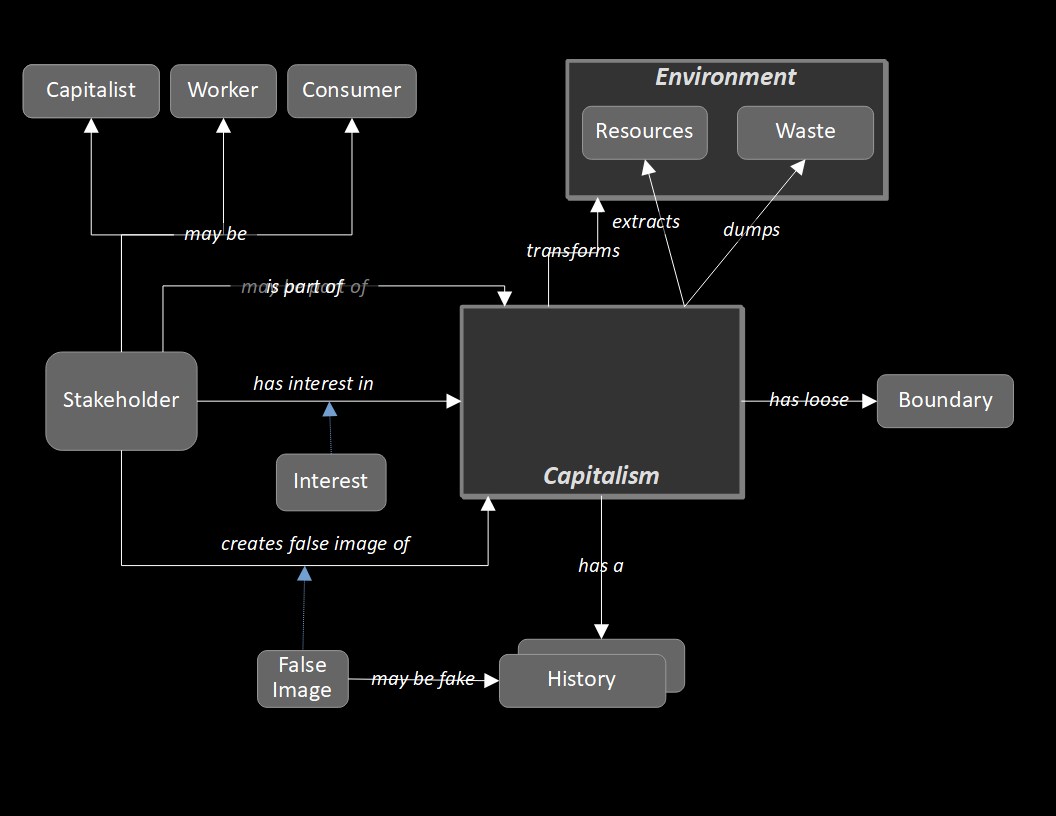 Environment
Capitalist
Worker
Consumer
Resources
Waste
extracts
dumps
may be
transforms
may be part of
is part of
has interest in
Stakeholder
has loose
Boundary
Interest
Capitalism
creates false image of
has a
False
Image
may be fake
History